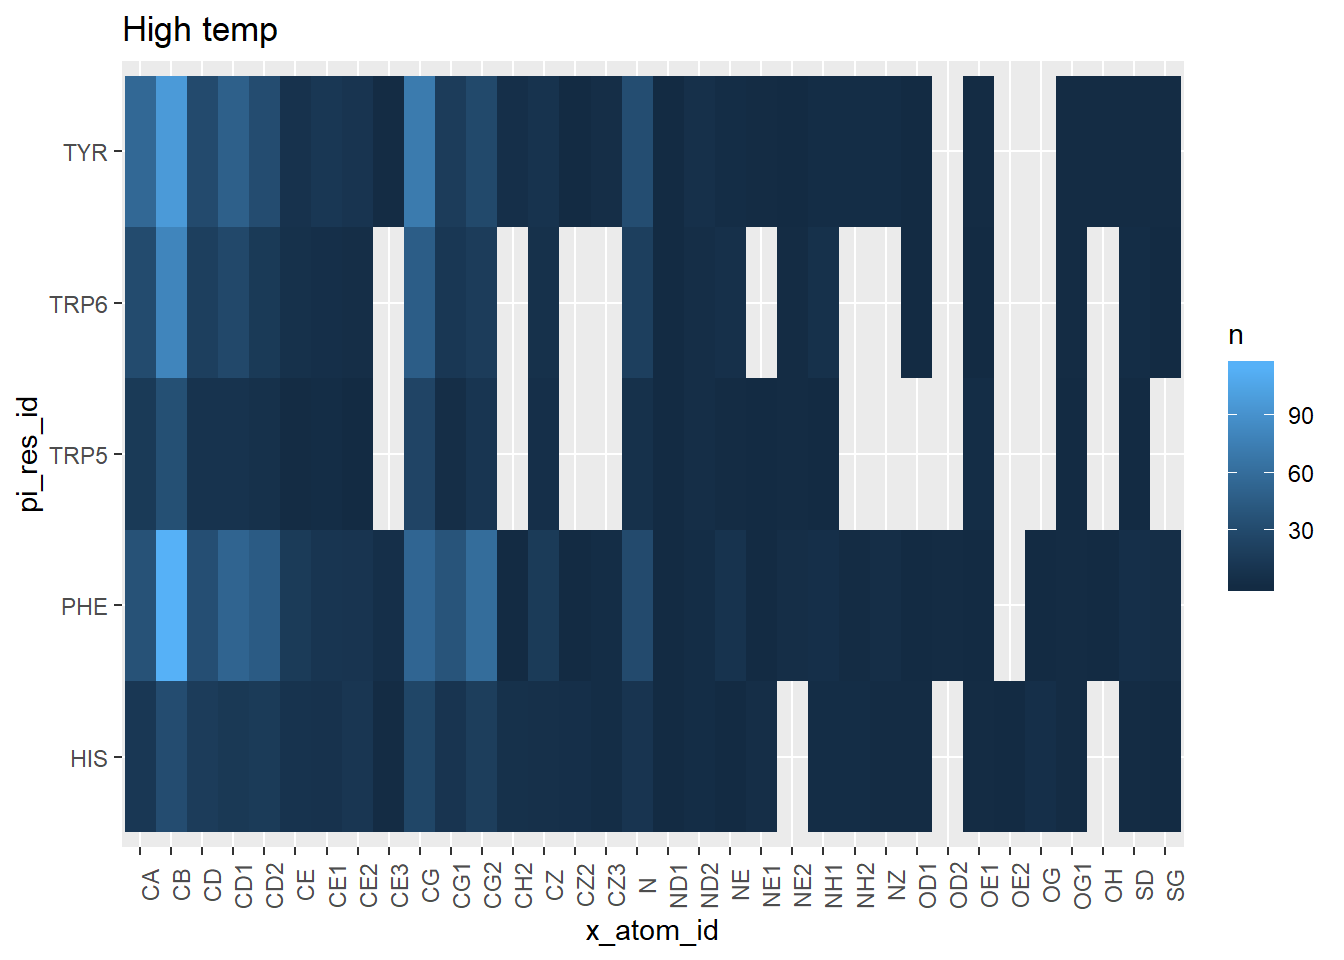 High temp
pi_res_id
TYR
TRP6
TRP5
PHE
HIS
n
90
60
30
CA CB CD CD1 CD2 CE CE1 CE2 CE3 CG CG1 CG2 CH2 CZ CZ2 CZ3 N ND1 ND2 NE NE1 NE2 NH1 NH2 NZ OD1 OD2 OE1 OE2 OG OG1 OH SD SG
x_atom_id